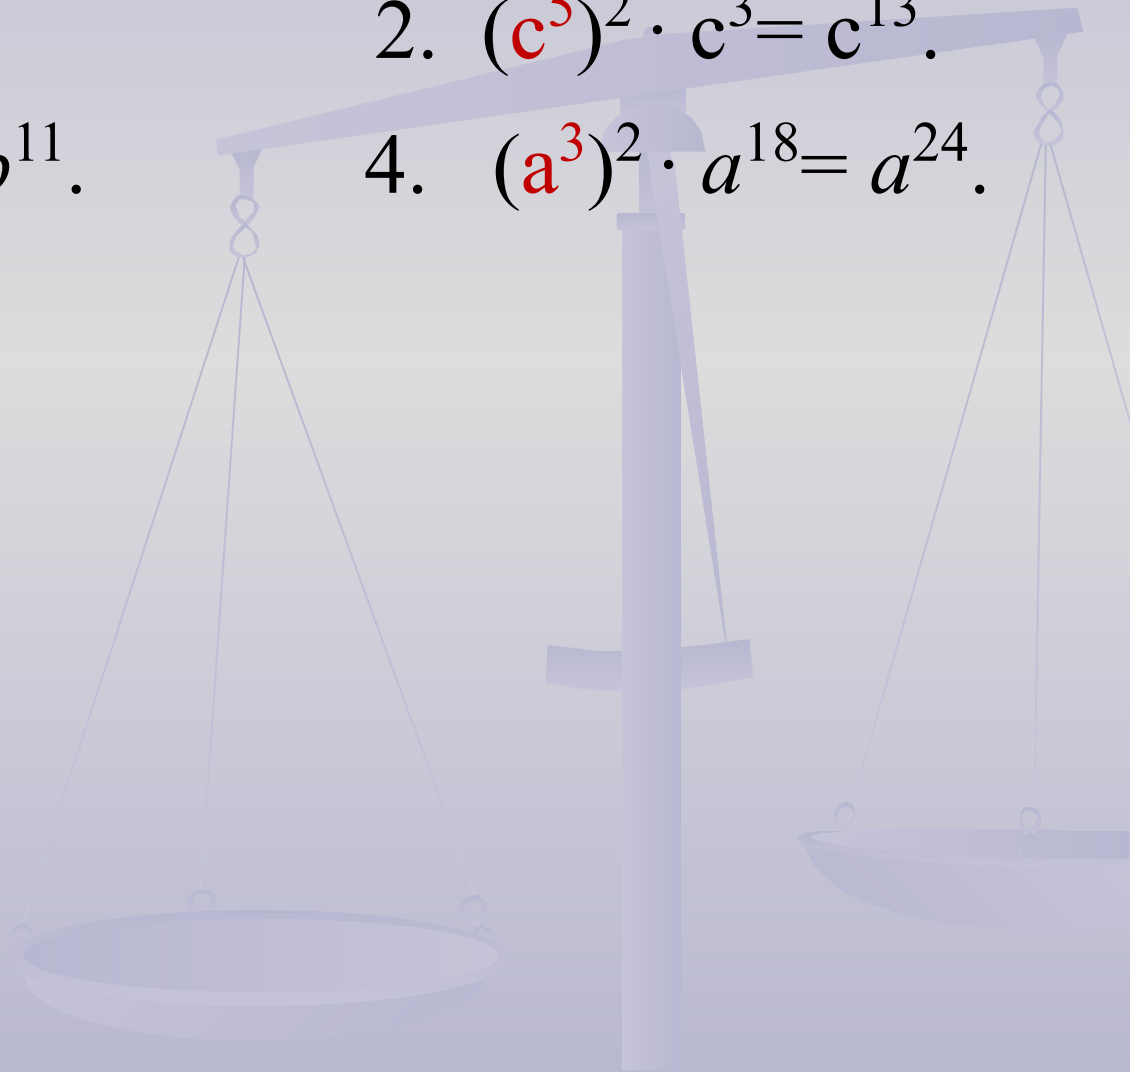 2. (c⁵)² · c³= c¹³.
¹¹. 4. (a³)² · a¹⁸= a²⁴ .